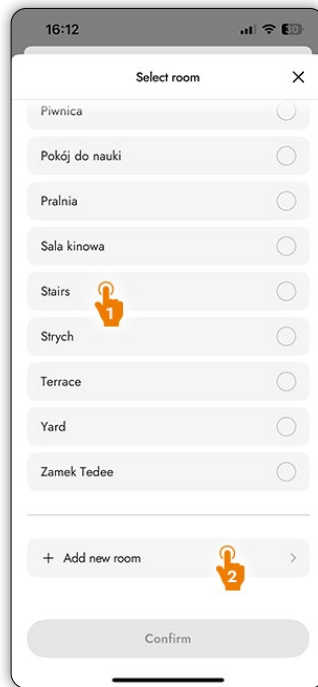 16:12
30
Select room
Piwnica
Pokój do nauki
Pralnia
Sala kinowa
Stairs
1
Strych
Terrace
Yard
Zamek Tedee
+ Add new room
2
Confirm